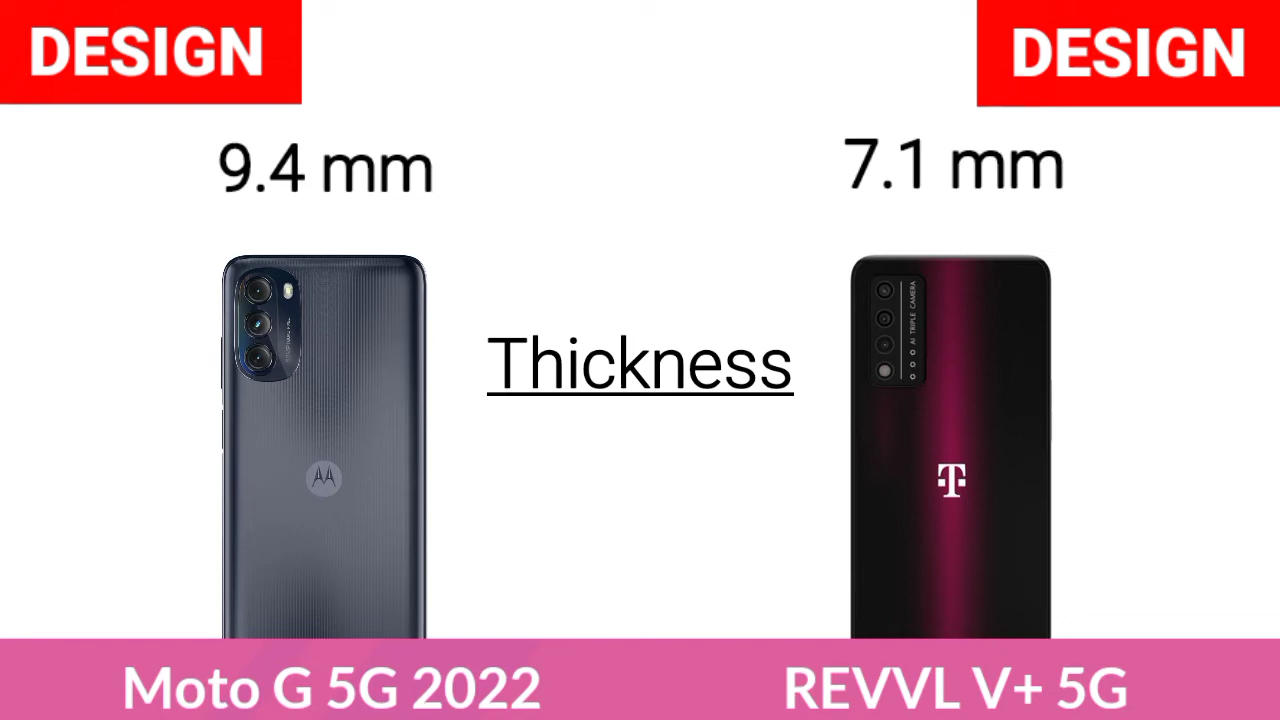 DESIGN
DESIGN
9.4 mm
7.1 mm
Thickness
AI TRIPLE CAMERA
T
Moto G 5G 2022
REVVL V+ 5G